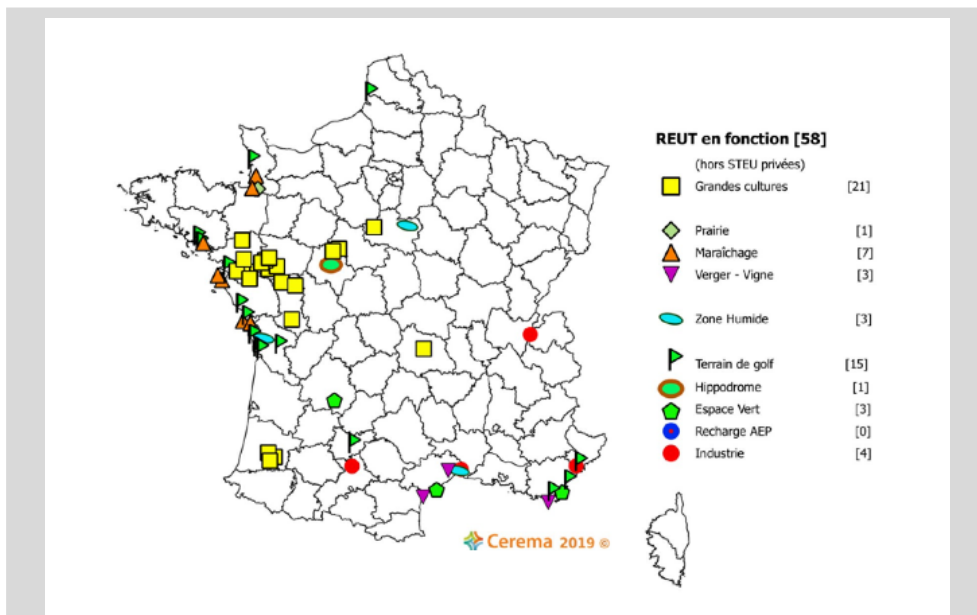 REUT en fonction [58]
(hors STEU privées)
Grandes cultures [21]
Prairie [1]
Maraîchage [7]
Verger - Vigne [3]
Zone Humide [3]
Terrain de golf [15]
Hippodrome [1]
Espace Vert [3]
Recharge AEP [0]
Industrie [4]
Cerema 2019 ©